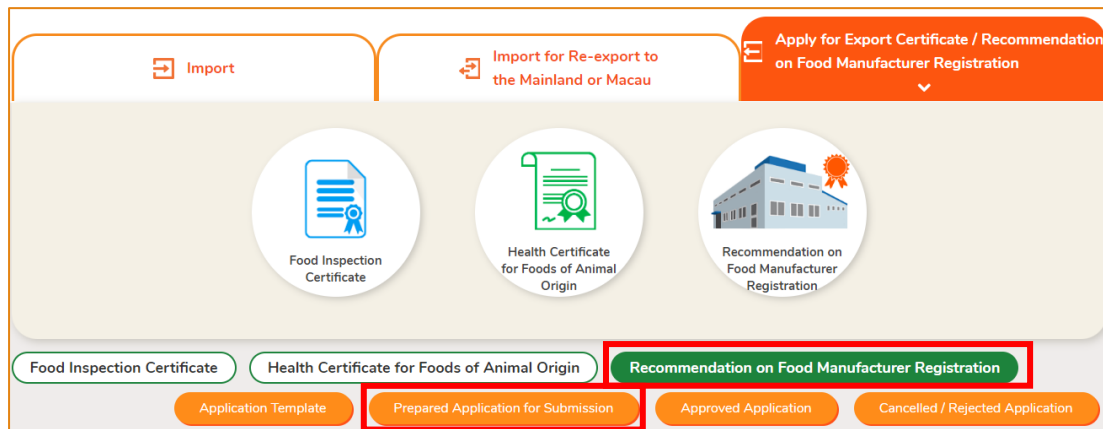 Import
Import for Re-export to
the Mainland or Macau
Apply for Export Certificate / Recommendation
on Food Manufacturer Registration
Food Inspection
Certificate
Health Certificate
for Foods of Animal
Origin
Recommendation on
Food Manufacturer
Registration
Food Inspection Certificate
Health Certificate for Foods of Animal Origin
Recommendation on Food Manufacturer Registration
Application Template
Prepared Application for Submission
Approved Application
Cancelled / Rejected Application